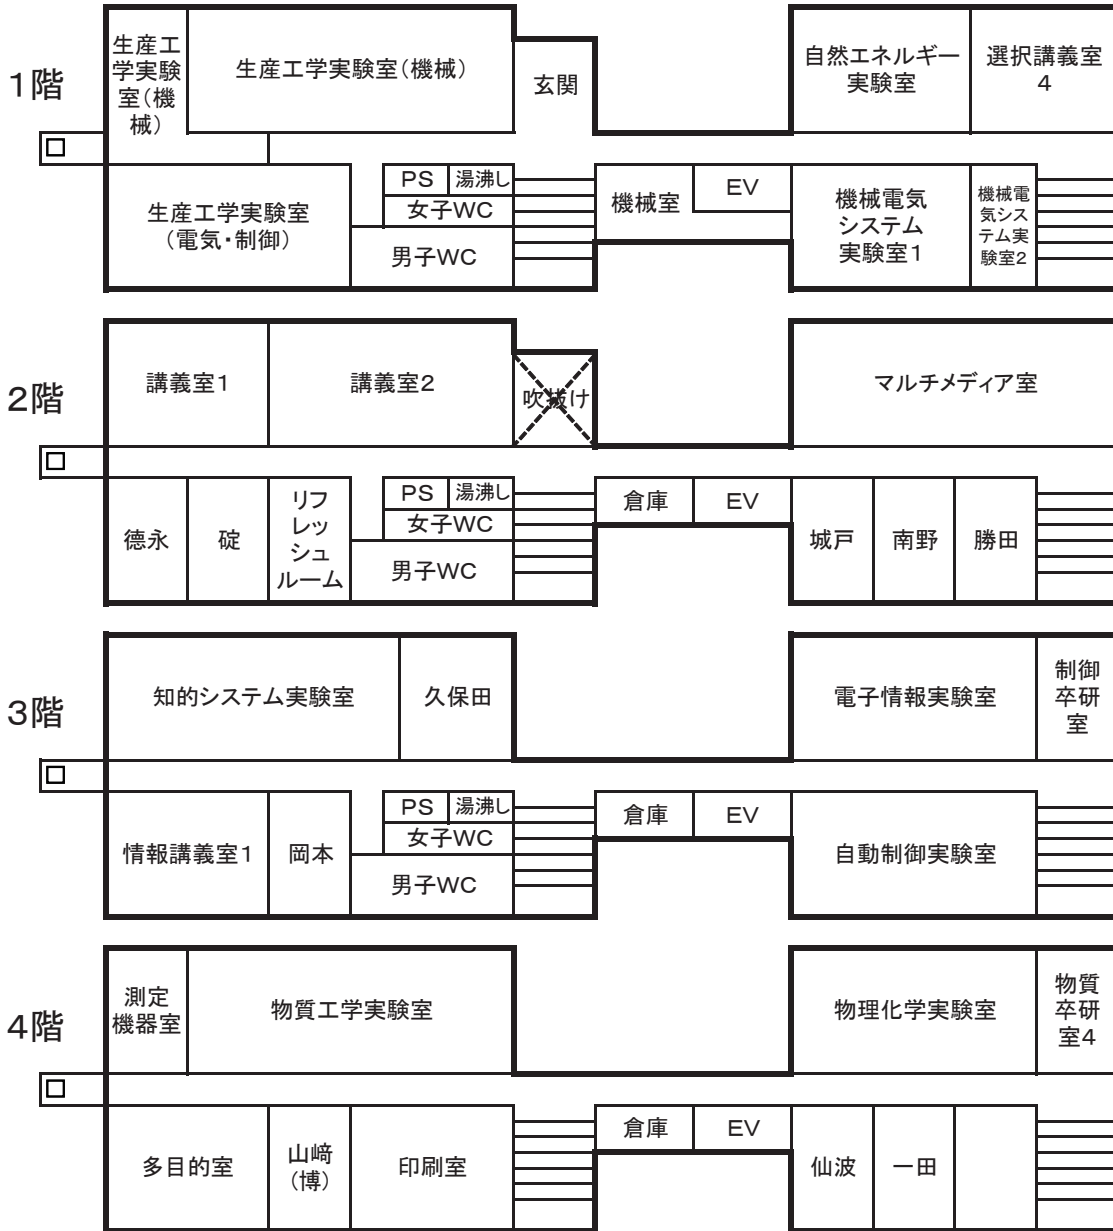 1階
生産工
学実験
室(機
械)
生産工学実験室(機械)
玄関
自然エネルギー
実験室
選択講義室
4
生産工学実験室
(電気・制御)
PS
湯沸し
女子WC
男子WC
機械室
EV
機械電気
システム
実験室1
機械電
気シス
テム実
験室2
2階
講義室1
講義室2
吹抜け
マルチメディア室
德永
碇
リフ
レッ
シュ
ルーム
PS
湯沸し
女子WC
男子WC
倉庫
EV
城戸
南野
勝田
3階
知的システム実験室
久保田
電子情報実験室
制御
卒研
室
情報講義室1
岡本
PS
湯沸し
女子WC
男子WC
倉庫
EV
自動制御実験室
4階
測定
機器室
物質工学実験室
物理化学実験室
物質
卒研
室4
多目的室
山﨑
(博)
印刷室
倉庫
EV
仙波
一田